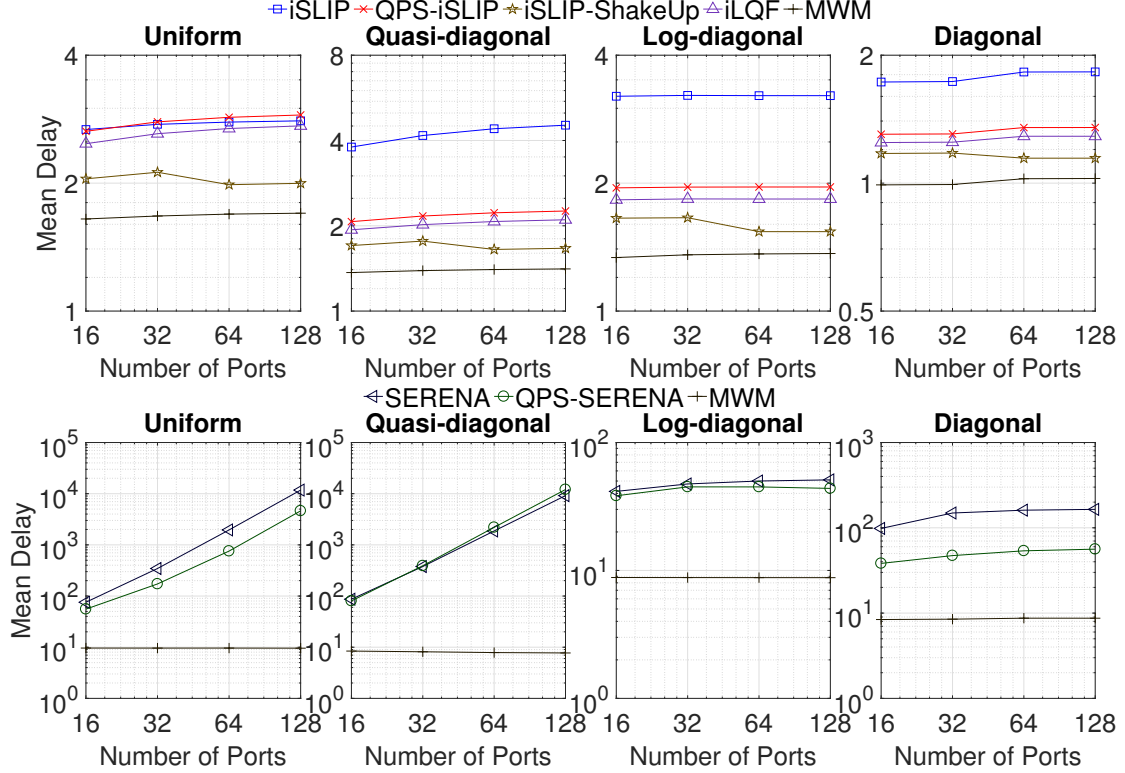 iSLIP QPS-iSLIP iSLIP-ShakeUp iLQF MWM
Uniform Quasi-diagonal Log-diagonal Diagonal
Mean Delay
4
2
1
16 32 64 128
Number of Ports
8
4
2
1
16 32 64 128
Number of Ports
4
2
1
16 32 64 128
Number of Ports
2
1
0.5
16 32 64 128
Number of Ports
SERENA QPS-SERENA MWM
Uniform Quasi-diagonal Log-diagonal Diagonal
Mean Delay
10^5
10^4
10^3
10^2
10^1
10^0
16 32 64 128
Number of Ports
10^5
10^4
10^3
10^2
10^1
10^0
16 32 64 128
Number of Ports
10^2
10^1
10^0
16 32 64 128
Number of Ports
10^3
10^2
10^1
10^0
16 32 64 128
Number of Ports